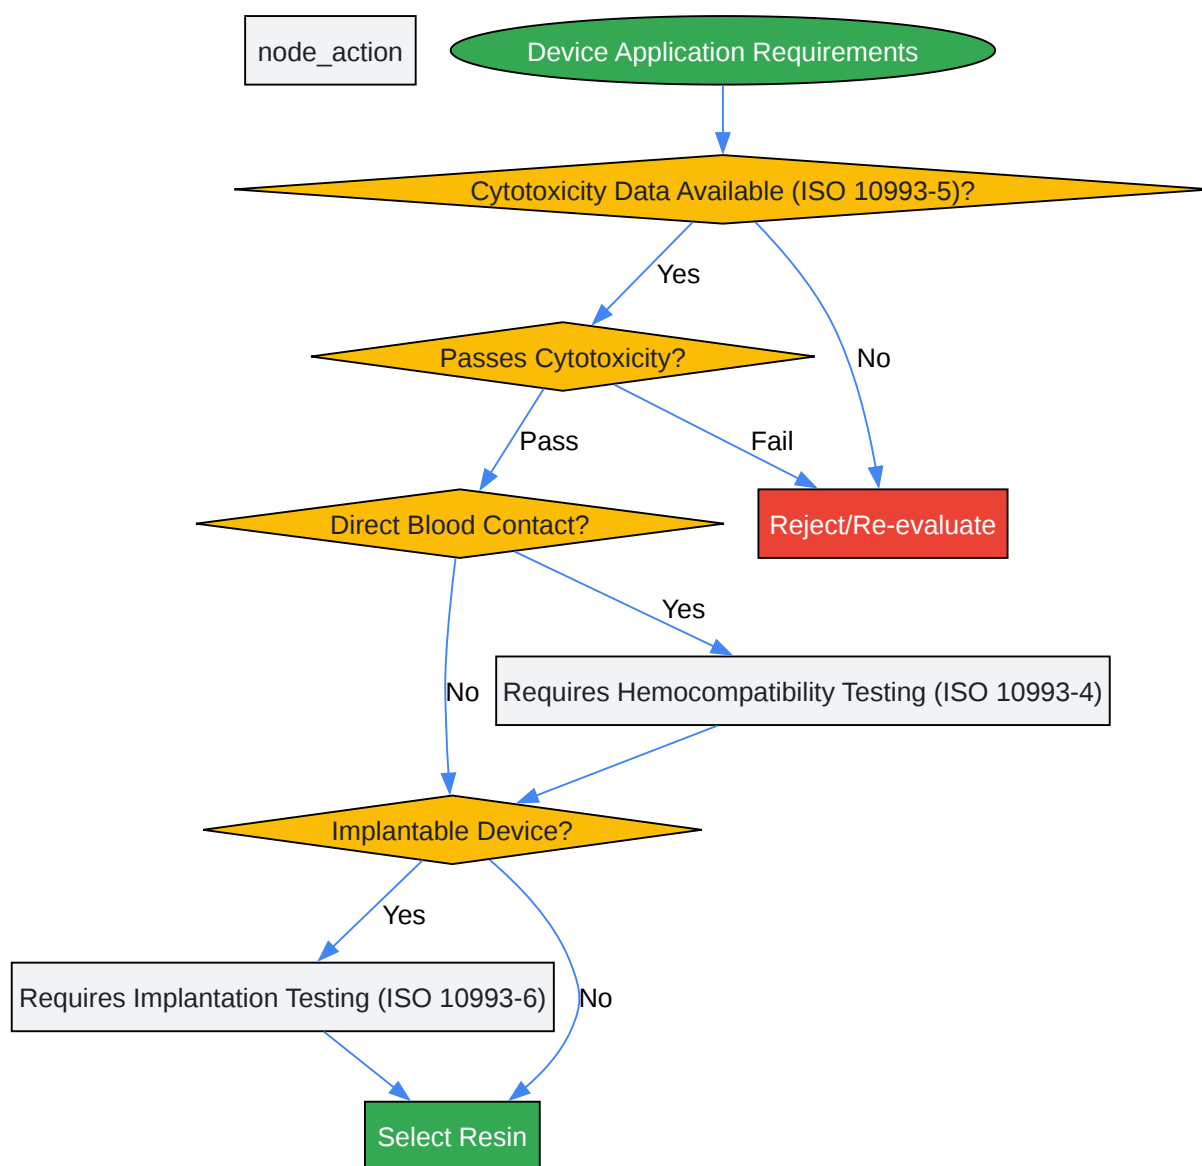 node_action
Device Application Requirements
Cytotoxicity Data Available (ISO 10993-5)?
Yes
Passes Cytotoxicity?
No
Pass
Fail
Direct Blood Contact?
Reject/Re-evaluate
Yes
No
Requires Hemocompatibility Testing (ISO 10993-4)
Implantable Device?
Yes
Requires Implantation Testing (ISO 10993-6)
No
Select Resin